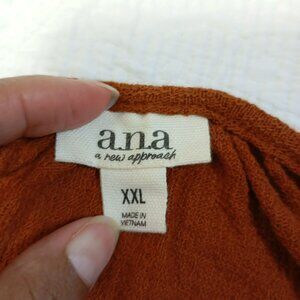 a.n.a
a new approach
XXL
MADE IN
VIETNAM